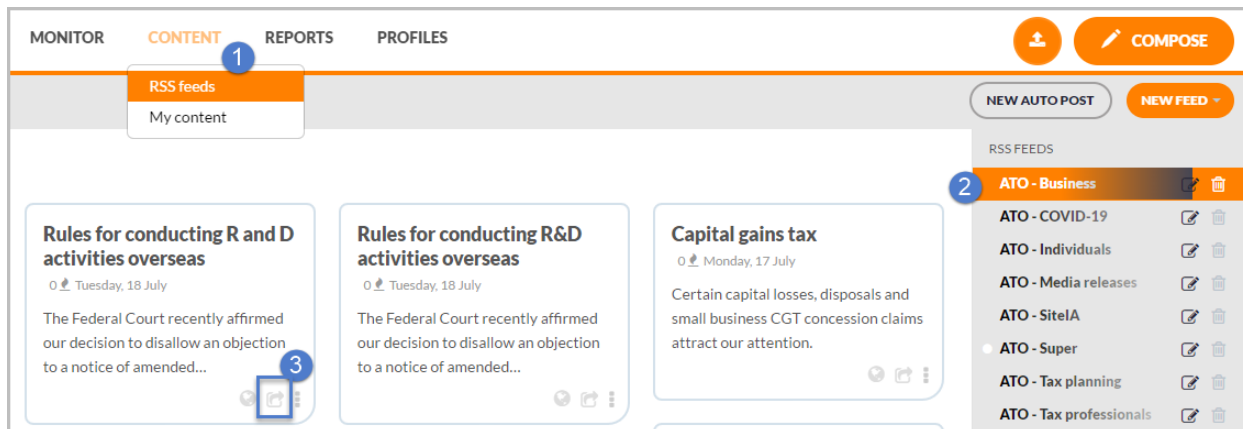 MONITOR CONTENT REPORTS PROFILES
COMPOSE
1
RSS feeds
My content
NEW AUTO POST
NEW FEED
RSS FEEDS
2
ATO - Business
ATO - COVID-19
ATO - Individuals
ATO - Media releases
ATO - SiteIA
ATO - Super
ATO - Tax planning
ATO - Tax professionals
Rules for conducting R and D
activities overseas
0 Tuesday, 18 July
The Federal Court recently affirmed
our decision to disallow an objection
to a notice of amended...
3
Rules for conducting R&D
activities overseas
0 Tuesday, 18 July
The Federal Court recently affirmed
our decision to disallow an objection
to a notice of amended...
Capital gains tax
0 Monday, 17 July
Certain capital losses, disposals and
small business CGT concession claims
attract our attention.